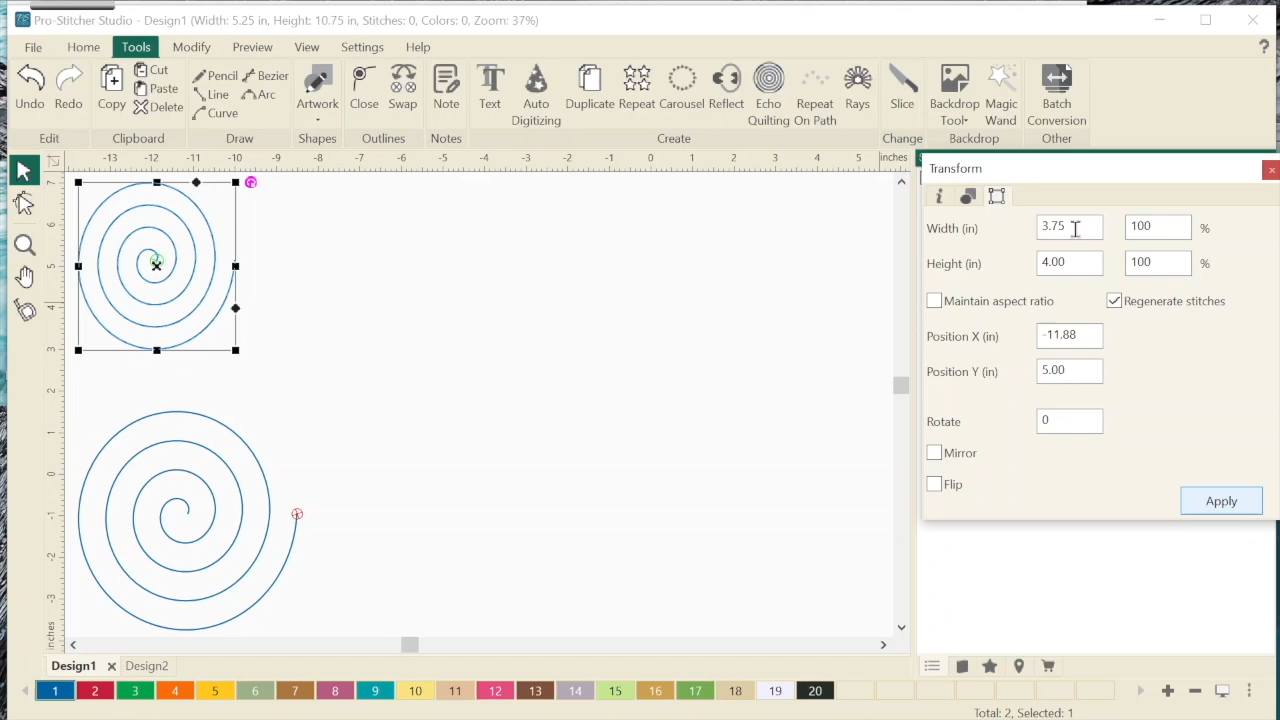 Pro-Stitcher Studio - Design1 (Width: 5.25 in, Height: 10.75 in, Stitches: 0, Colors: 0, Zoom: 37%)
File Home Tools Modify Preview View Settings Help
Undo Redo Copy Cut Paste Delete Pencil Bezier Line Arc Curve Artwork Close Swap Note Text Auto Digitizing Duplicate Repeat Carousel Reflect Echo Quilting Repeat On Path Rays Slice Backdrop Tool Magic Wand Batch Conversion
Edit Clipboard Draw Shapes Outlines Notes Create Change Backdrop Other
-13 -12 -11 -10 -9 -8 -7 -6 -5 -4 -3 -2 -1 0 1 2 3 4 5 inches
7
6
5
4
3
2
1
0
-1
-2
-3
inches
Transform
Width (in) 3.75 100 %
Height (in) 4.00 100 %
Maintain aspect ratio Regenerate stitches
Position X (in) -11.88
Position Y (in) 5.00
Rotate 0
Mirror
Flip
Apply
Design1 Design2
1 2 3 4 5 6 7 8 9 10 11 12 13 14 15 16 17 18 19 20
Total: 2, Selected: 1